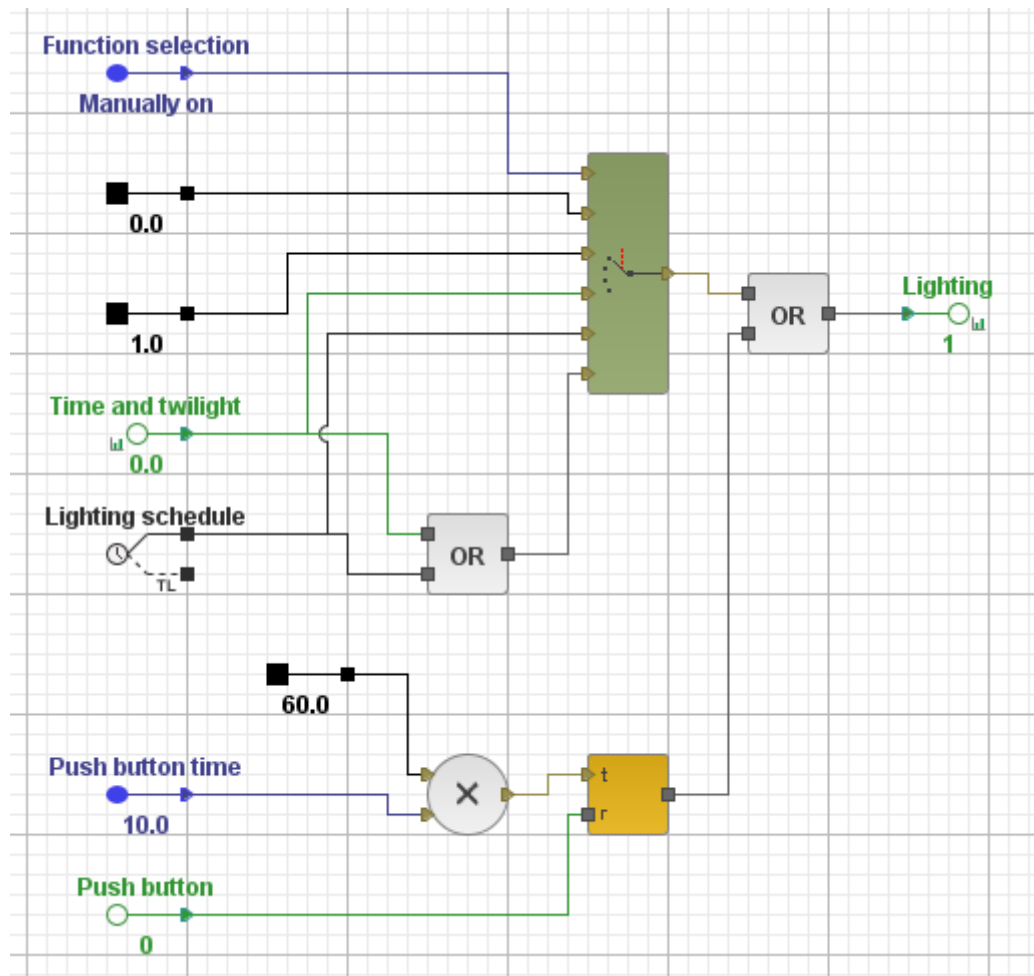 Function selection
Manually on
0.0
1.0
OR
Lighting
1
Time and twilight
0.0
Lighting schedule
TL
OR
60.0
Push button time
10.0
×
t
r
Push button
0